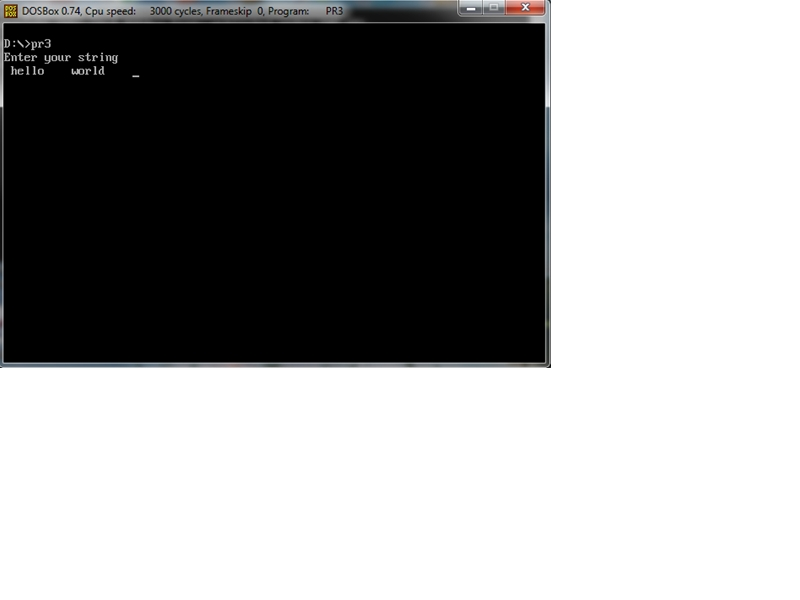 DOSBox 0.74, Cpu speed:    3000 cycles, Frameskip  0, Program:     PR3
D:\>pr3
Enter your string
 hello    world    _